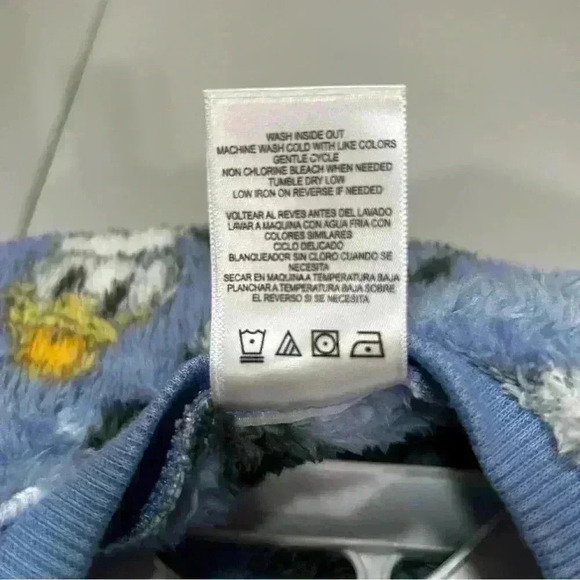 WASH INSIDE OUT
MACHINE WASH COLD WITH LIKE COLORS
GENTLE CYCLE
NON CHLORINE BLEACH WHEN NEEDED
TUMBLE DRY LOW
LOW IRON ON REVERSE IF NEEDED
VOLTEAR AL REVES ANTES DEL LAVADO
LAVAR A MAQUINA CON AGUA FRIA CON
COLORES SIMILARES
CICLO DELICADO
BLANQUEADOR SIN CLORO CUANDO SE
NECESITA
SECAR EN MAQUINA A TEMPERATURA BAJA
PLANCHAR A TEMPERATURA BAJA SOBRE
EL REVERSO SI SE NECESITA